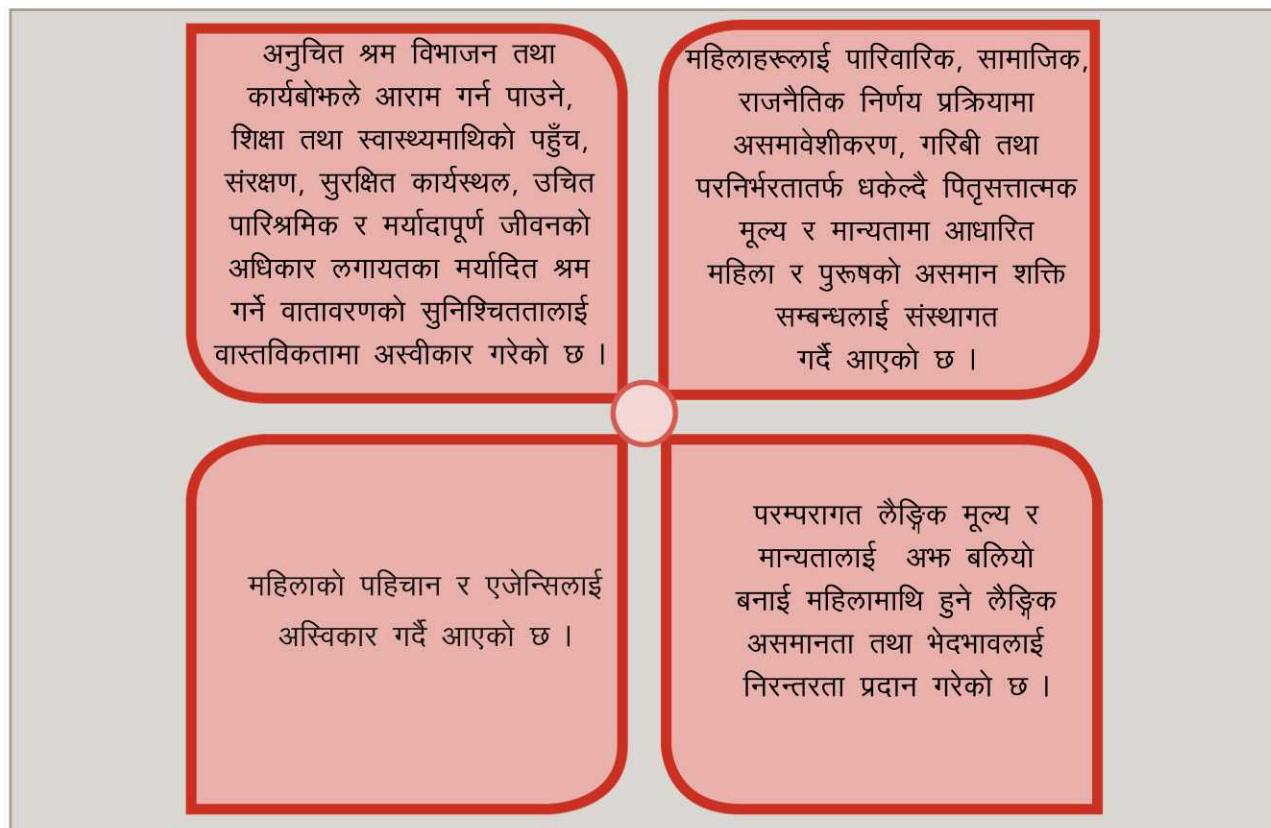 अनुचित श्रम विभाजन तथा
कार्यबोझले आराम गर्न पाउने,
शिक्षा तथा स्वास्थ्यमाथिको पहुँच,
संरक्षण, सुरक्षित कार्यस्थल, उचित
पारिश्रमिक र मर्यादापूर्ण जीवनको
अधिकार लगायतका मर्यादित श्रम
गर्ने वातावरणको सुनिश्चिततालाई
वास्तविकतामा अस्वीकार गरेको छ ।
महिलाहरूलाई पारिवारिक, सामाजिक,
राजनैतिक निर्णय प्रक्रियामा
असमावेशीकरण, गरिबी तथा
परनिर्भरतातर्फ धकेल्दै पितृसत्तात्मक
मूल्य र मान्यतामा आधारित
महिला र पुरूषको असमान शक्ति
सम्बन्धलाई संस्थागत
गर्दै आएको छ ।
महिलाको पहिचान र एजेन्सिलाई
अस्विकार गर्दै आएको छ ।
परम्परागत लैङ्गिक मूल्य र
मान्यतालाई अझ बलियो
बनाई महिलामाथि हुने लैङ्गिक
असमानता तथा भेदभावलाई
निरन्तरता प्रदान गरेको छ ।